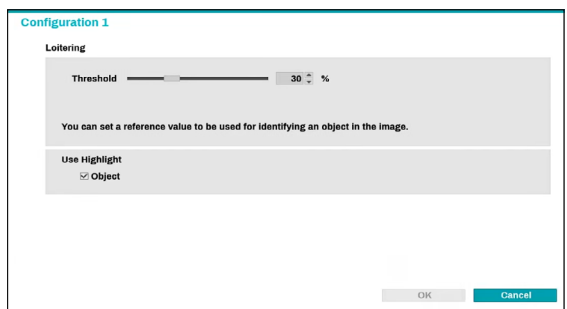 Configuration 1
Loitering
Threshold 30 %
You can set a reference value to be used for identifying an object in the image.
Use Highlight
Object
OK Cancel